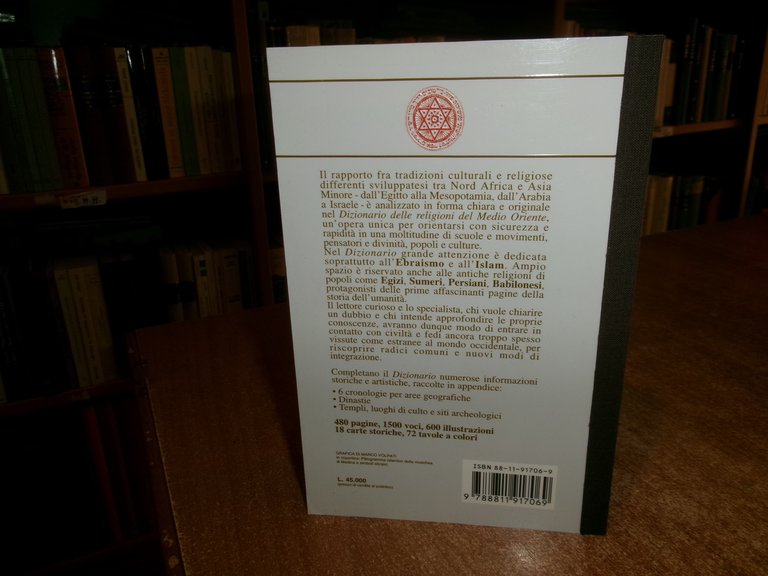 Il rapporto fra tradizioni culturali e religiose
differenti sviluppatesi tra Nord Africa e Asia
Minore - dall'Egitto alla Mesopotamia, dall'Arabia
a Israele - è analizzato in forma chiara e originale
nel Dizionario delle religioni del Medio Oriente,
un'opera unica per orientarsi con sicurezza e
rapidità in una moltitudine di scuole e movimenti,
pensatori e divinità, popoli e culture.
Nel Dizionario grande attenzione è dedicata
soprattutto all'Ebraismo e all'Islam. Ampio
spazio è riservato anche alle antiche religioni di
popoli come Egizi, Sumeri, Persiani, Babilonesi,
protagonisti delle prime affascinanti pagine della
storia dell'umanità.
Il lettore curioso e lo specialista, chi vuole chiarire
un dubbio e chi intende approfondire le proprie
conoscenze, avranno dunque modo di entrare in
contatto con civiltà e fedi ancora troppo spesso
vissute come estranee al mondo occidentale, per
riscoprire radici comuni e nuovi modi di
integrazione.
Completano il Dizionario numerose informazioni
storiche e artistiche, raccolte in appendice:
• 6 cronologie per aree geografiche
• Dinastie
• Templi, luoghi di culto e siti archeologici
480 pagine, 1500 voci, 600 illustrazioni
18 carte storiche, 72 tavole a colori
GRAFICA DI MARCO VOLPATI
L. 45.000
ISBN 88-11-91706-9
9 788811 917069